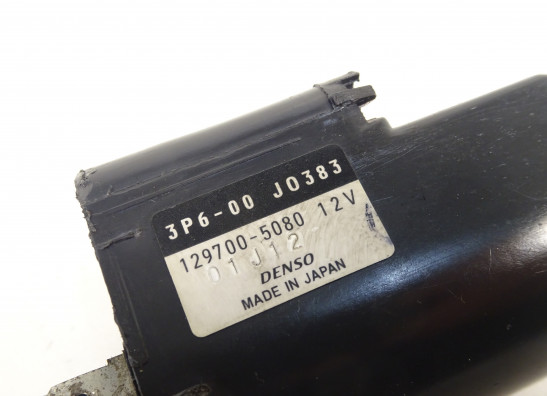 3P6-00 J0383
129700-5080 12V
01J12
DENSO
MADE IN JAPAN